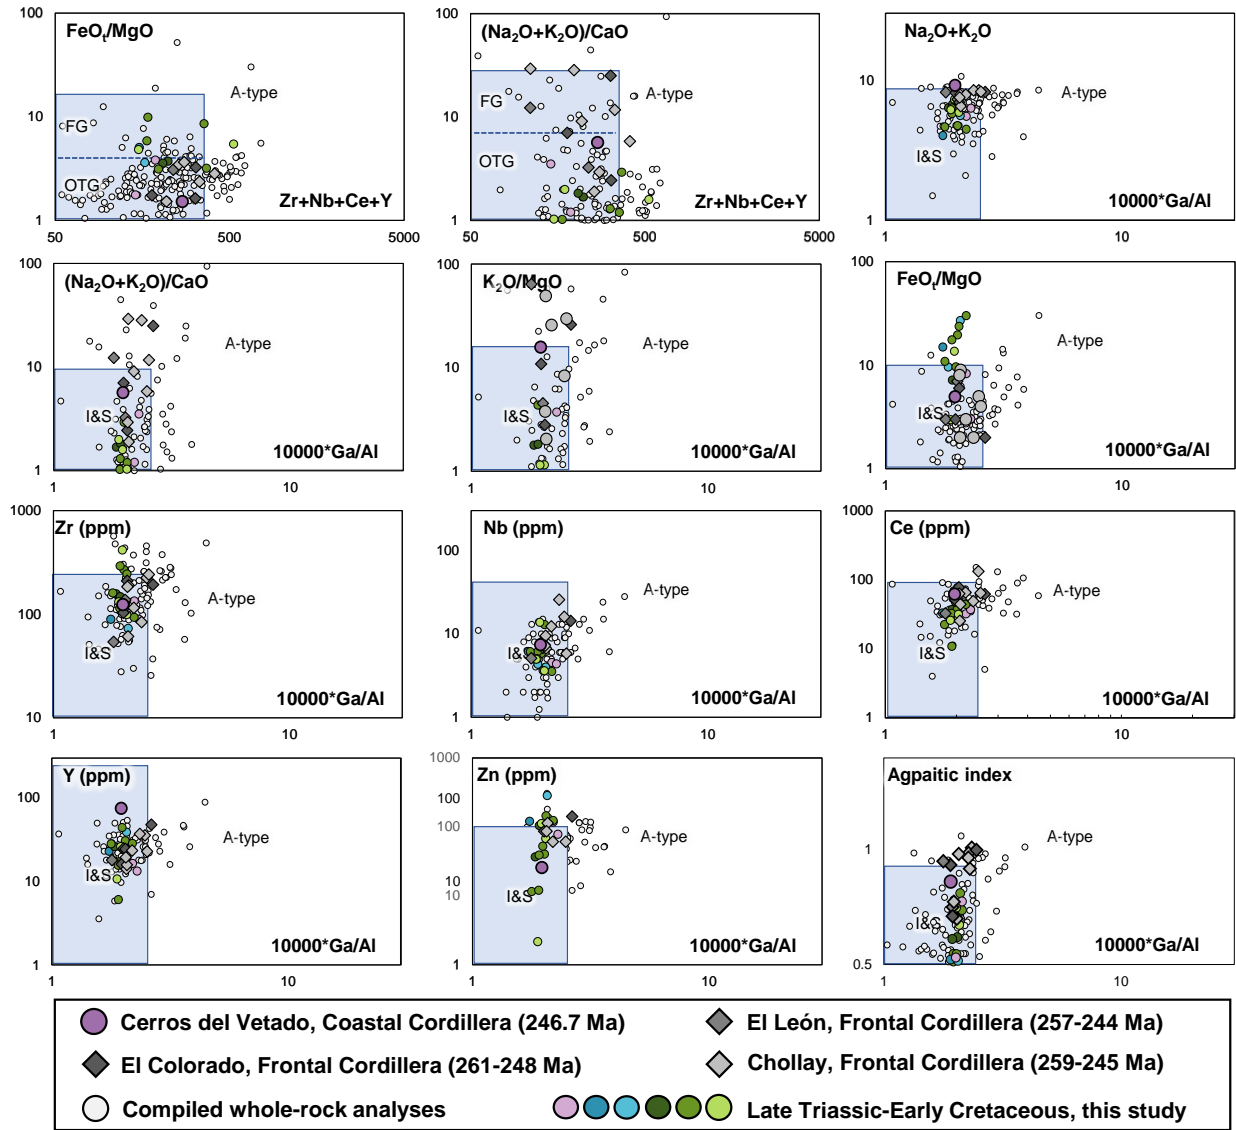 100
FeOt/MgO
10
FG
A-type
OTG
Zr+Nb+Ce+Y
1
50
500
5000
100
(Na2O+K2O)/CaO
10
FG
A-type
OTG
Zr+Nb+Ce+Y
1
50
500
5000
Na2O+K2O
10
I&S
10000*Ga/Al
1
1
10
100
(Na2O+K2O)/CaO
10
A-type
I&S
10000*Ga/Al
1
1
10
100
K2O/MgO
10
A-type
I&S
10000*Ga/Al
1
1
10
100
FeOt/MgO
10
A-type
I&S
10000*Ga/Al
1
1
10
1000
Zr (ppm)
100
A-type
I&S
10000*Ga/Al
10
1
10
Nb (ppm)
100
A-type
10
I&S
10000*Ga/Al
1
1
10
1000
Ce (ppm)
100
A-type
10
I&S
10000*Ga/Al
1
1
10
Y (ppm)
100
A-type
10
I&S
10000*Ga/Al
1
1
10
1000
Zn (ppm)
100
100
A-type
10
10
I&S
10000*Ga/Al
1
1
10
Agpaitic index
1
A-type
I&S
10000*Ga/Al
0.5
1
10
Cerros del Vetado, Coastal Cordillera (246.7 Ma)
El León, Frontal Cordillera (257-244 Ma)
El Colorado, Frontal Cordillera (261-248 Ma)
Chollay, Frontal Cordillera (259-245 Ma)
Compiled whole-rock analyses
Late Triassic-Early Cretaceous, this study